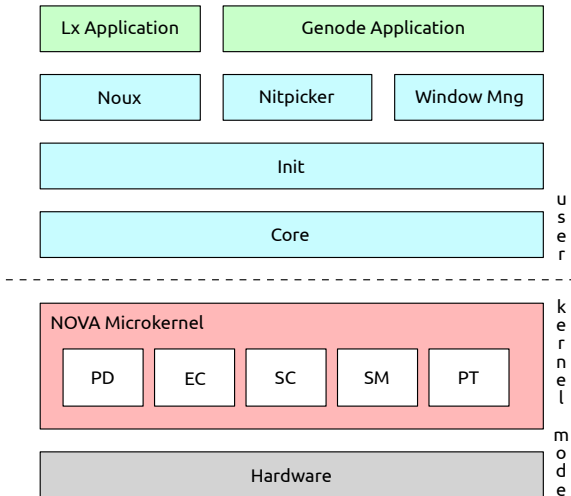 Lx Application
Genode Application
Noux
Nitpicker
Window Mng
Init
Core
user
NOVA Microkernel
PD
EC
SC
SM
PT
Hardware
kernel mode